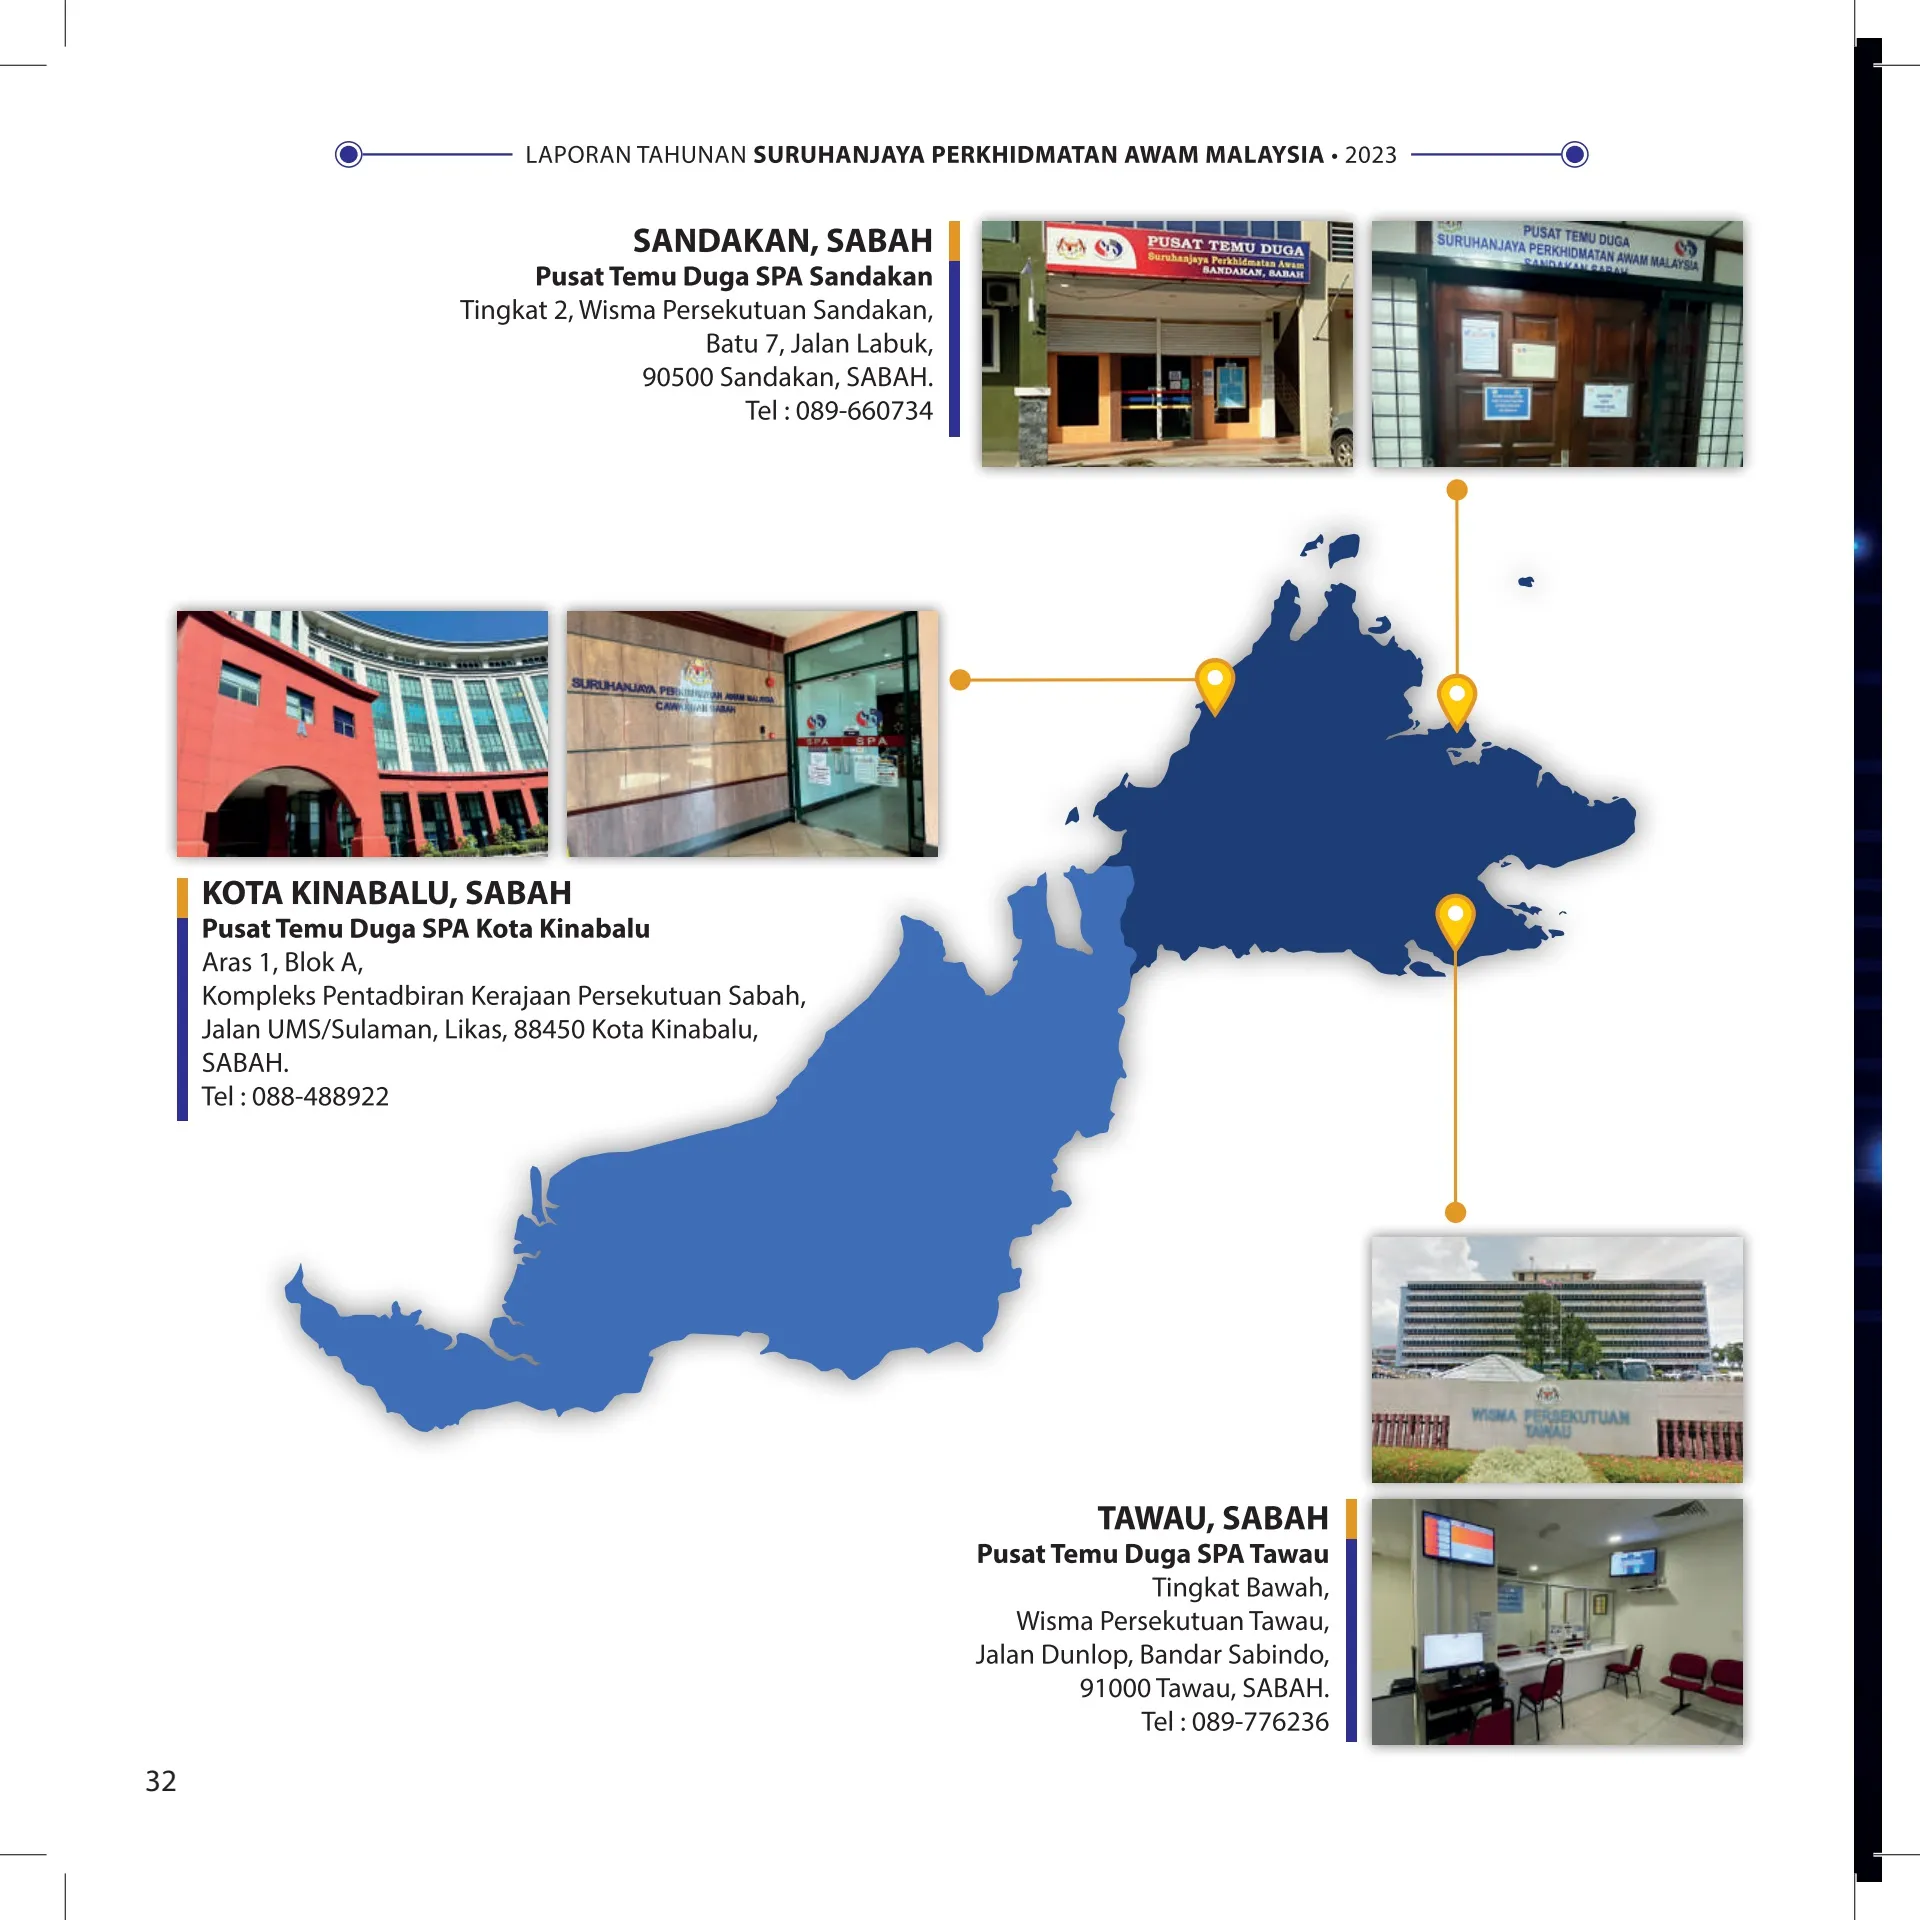 LAPORAN TAHUNAN SURUHANJAYA PERKHIDMATAN AWAM MALAYSIA • 2023
SANDAKAN, SABAH
Pusat Temu Duga SPA Sandakan
Tingkat 2, Wisma Persekutuan Sandakan,
Batu 7, Jalan Labuk,
90500 Sandakan, SABAH.
Tel : 089-660734
PUSAT TEMU DUGA
Suruhanjaya Perkhidmatan Awam
SANDAKAN, SABAH
PUSAT TEMU DUGA
SURUHANJAYA PERKHIDMATAN AWAM MALAYSIA
SANDAKAN SABAH
SURUHANJAYA PERKHIDMATAN AWAM MALAYSIA
CAWANGAN SABAH
SPA SPA
KOTA KINABALU, SABAH
Pusat Temu Duga SPA Kota Kinabalu
Aras 1, Blok A,
Kompleks Pentadbiran Kerajaan Persekutuan Sabah,
Jalan UMS/Sulaman, Likas, 88450 Kota Kinabalu,
SABAH.
Tel : 088-488922
WISMA PERSEKUTUAN
TAWAU
TAWAU, SABAH
Pusat Temu Duga SPA Tawau
Tingkat Bawah,
Wisma Persekutuan Tawau,
Jalan Dunlop, Bandar Sabindo,
91000 Tawau, SABAH.
Tel : 089-776236
32